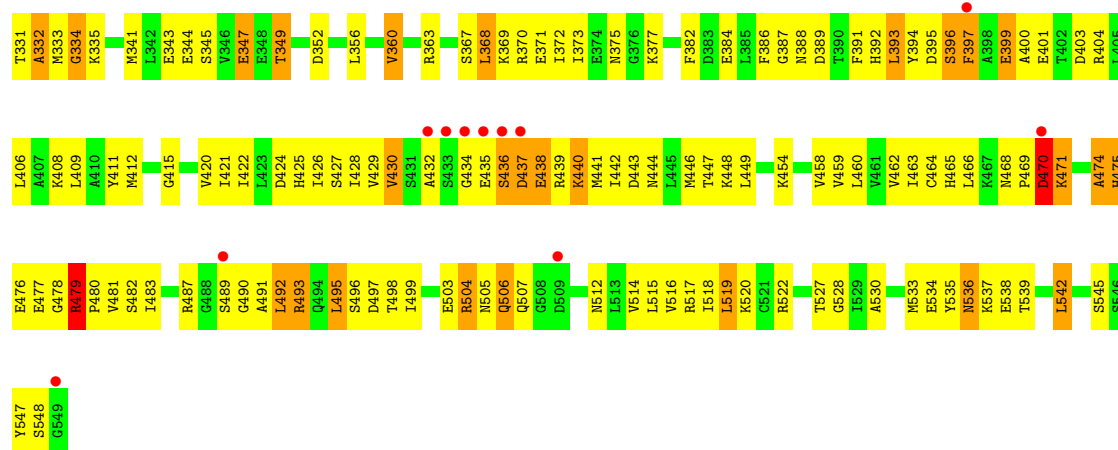 T331 A332 M333 G334 K335 M341 L342 E343 E344 S345 V346 E347 E348 T349 D352 L356 V360 R363 S367 L368 K369 R370 E371 I372 I373 E374 N375 G376 K377 F382 D383 E384 L385 F386 G387 N388 D389 T390 F391 H392 L393 Y394 D395 S396 F397 A398 E399 A400 E401 T402 D403 R404 L405
L406 A407 K408 L409 A410 Y411 M412 G415 V420 I421 I422 L423 D424 H425 I426 S427 I428 V429 V430 S431 A432 S433 G434 E435 S436 D437 E438 R439 K440 M441 I442 D443 N444 L445 M446 T447 K448 L449 K454 V458 V459 L460 V461 V462 I463 C464 H465 L466 K467 N468 P469 D470 K471 A474 H475
E476 E477 G478 R479 P480 V481 S482 I483 R487 G488 S489 G490 A491 L492 R493 Q494 L495 S496 D497 T498 I499 E503 R504 N505 Q506 Q507 G508 D509 N512 L513 V514 L515 V516 R517 I518 L519 K520 C521 R522 T527 G528 I529 A530 M533 E534 Y535 N536 K537 E538 T539 L542 S545 S546
Y547 S548 G549